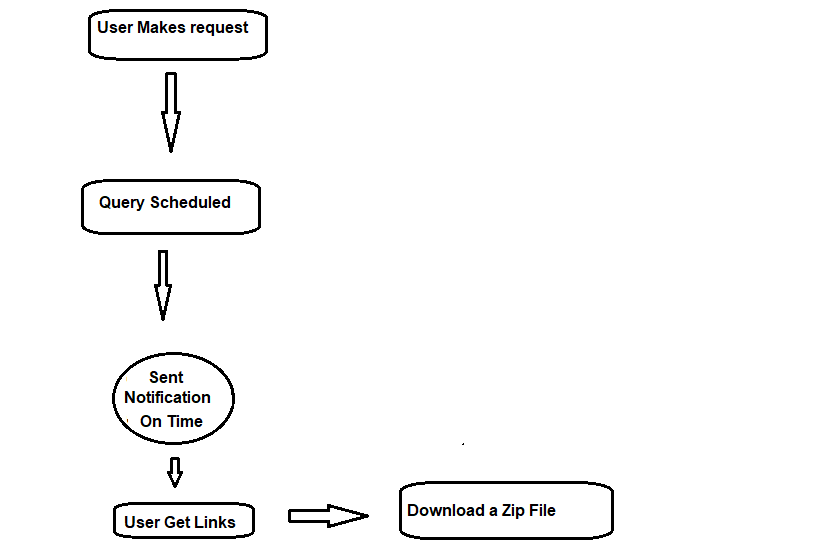 User Makes request
Query Scheduled
Sent
Notification
On Time
User Get Links
Download a Zip File